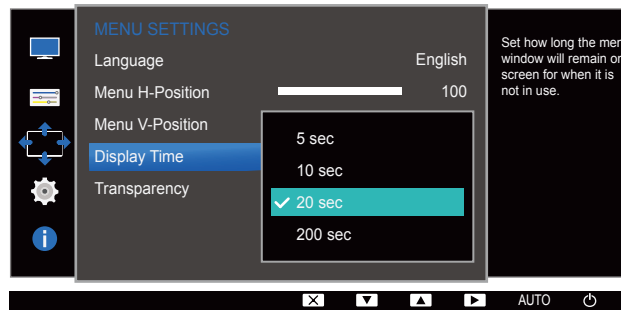 MENU SETTINGS
Language English
Menu H-Position 100
Menu V-Position
Display Time
Transparency
5 sec
10 sec
20 sec
200 sec
Set how long the mer
window will remain or
screen for when it is
not in use.
AUTO